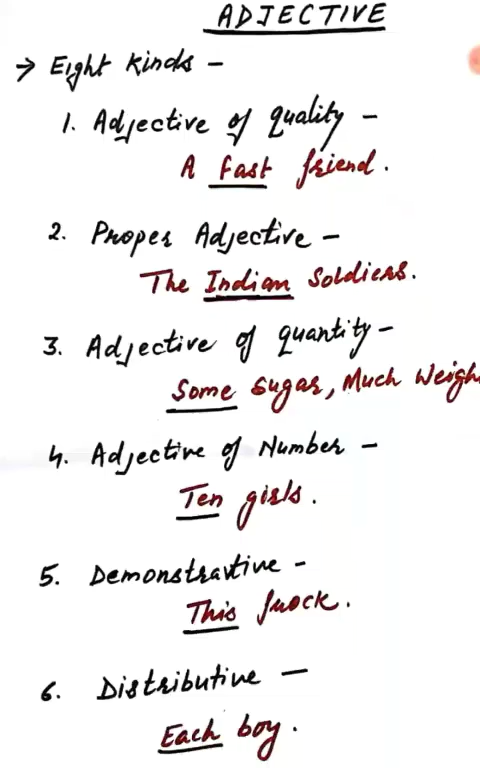 ADJECTIVE
→ Eight Kinds –
1. Adjective of quality –
A fast friend.
2. Proper Adjective –
The Indian Soldiers.
3. Adjective of quantity –
Some sugar, Much Weigh
4. Adjective of Number –
Ten girls.
5. Demonstrative –
This frock.
6. Distributive –
Each boy.